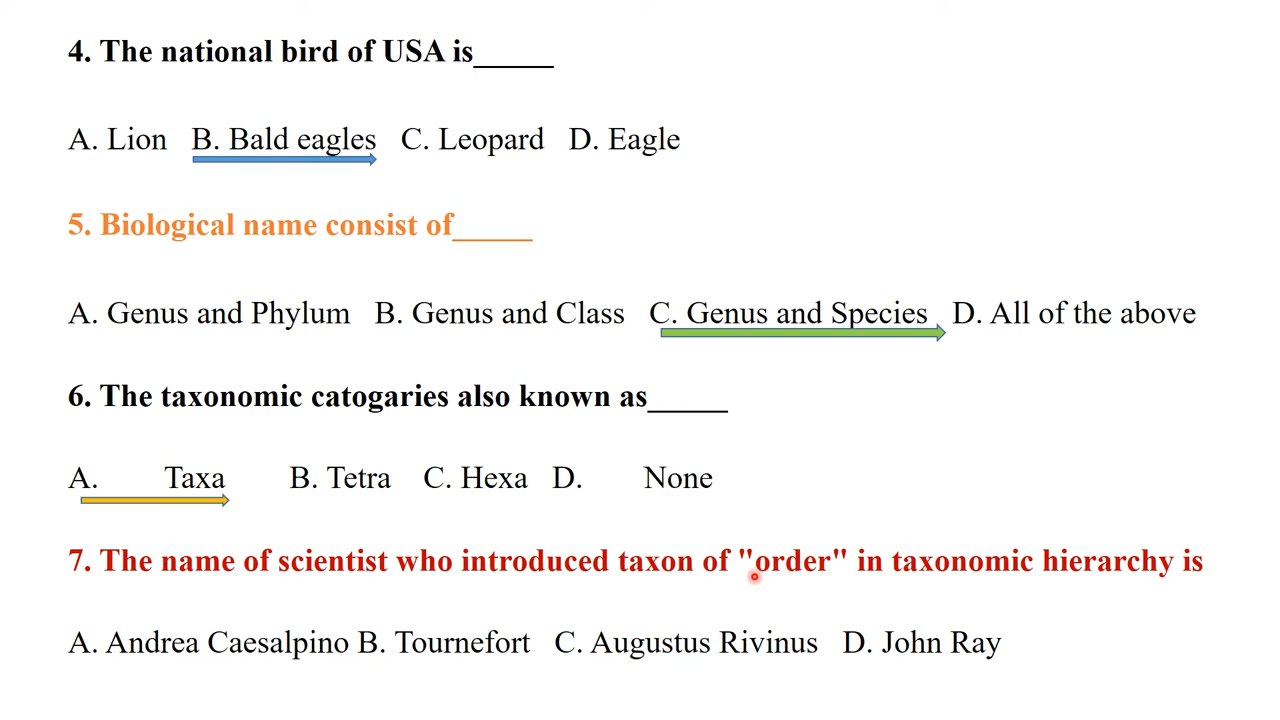 4. The national bird of USA is_____
A. Lion B. Bald eagles C. Leopard D. Eagle
5. Biological name consist of_____
A. Genus and Phylum B. Genus and Class C. Genus and Species D. All of the above
6. The taxonomic catogaries also known as_____
A. Taxa B. Tetra C. Hexa D. None
7. The name of scientist who introduced taxon of "order" in taxonomic hierarchy is
A. Andrea Caesalpino B. Tournefort C. Augustus Rivinus D. John Ray